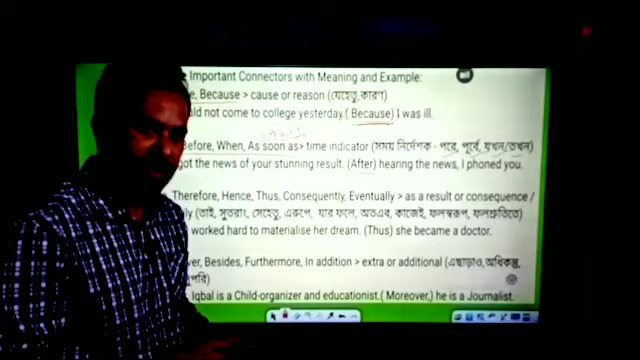 Important Connectors with Meaning and Example:
Because > cause or reason (যেহেতু, কারণ)
not come to college yesterday.( Because) I was ill.
Before, When, As soon as> time indicator (সময় নির্দেশক - পরে, পূর্বে, যখন/তখন)
got the news of your stunning result. (After) hearing the news, I phoned you.
Therefore, Hence, Thus, Consequently, Eventually > as a result or consequence /
(তাই, সুতরাং, সেহেতু, এরূপে, যার ফলে, অতএব, কাজেই, ফলস্বরূপ, ফলশ্রুতিতে)
worked hard to materialise her dream. (Thus) she became a doctor.
Besides, Furthermore, In addition > extra or additional (এছাড়াও, অধিকন্তু,
Iqbal is a Child-organizer and educationist.( Moreover,) he is a Journalist.